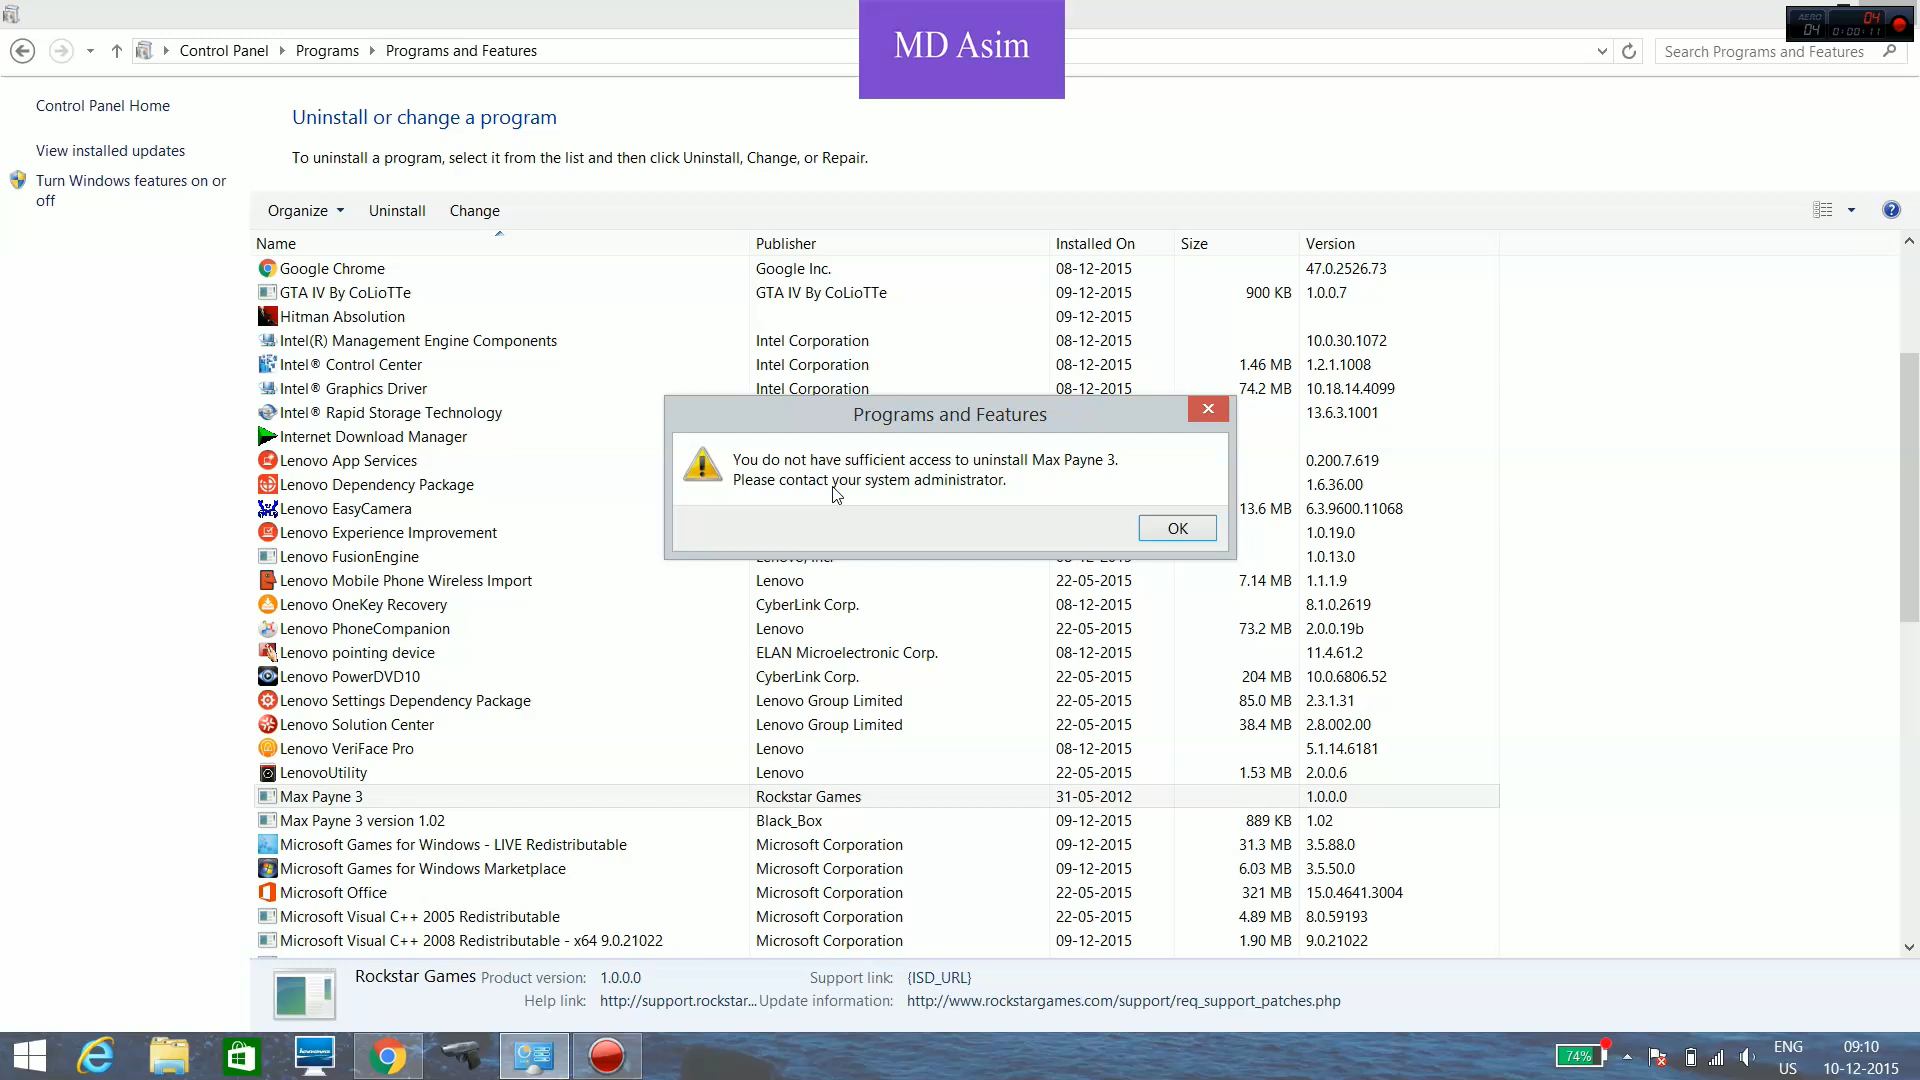 MD Asim
AERO 04 04
0:00:11
Control Panel Programs Programs and Features
Search Programs and Features
Control Panel Home
View installed updates
Turn Windows features on or
off
Uninstall or change a program
To uninstall a program, select it from the list and then click Uninstall, Change, or Repair.
Organize Uninstall Change
Name Publisher Installed On Size Version
Google Chrome Google Inc. 08-12-2015 47.0.2526.73
GTA IV By CoLioTTe GTA IV By CoLioTTe 09-12-2015 900 KB 1.0.0.7
Hitman Absolution 09-12-2015
Intel(R) Management Engine Components Intel Corporation 08-12-2015 10.0.30.1072
Intel® Control Center Intel Corporation 08-12-2015 1.46 MB 1.2.1.1008
Intel® Graphics Driver Intel Corporation 08-12-2015 74.2 MB 10.18.14.4099
Intel® Rapid Storage Technology 13.6.3.1001
Internet Download Manager
Lenovo App Services 0.200.7.619
Lenovo Dependency Package 1.6.36.00
Lenovo EasyCamera 13.6 MB 6.3.9600.11068
Lenovo Experience Improvement 1.0.19.0
Lenovo FusionEngine 1.0.13.0
Programs and Features
You do not have sufficient access to uninstall Max Payne 3.
Please contact your system administrator.
OK
Lenovo Mobile Phone Wireless Import Lenovo 22-05-2015 7.14 MB 1.1.1.9
Lenovo OneKey Recovery CyberLink Corp. 08-12-2015 8.1.0.2619
Lenovo PhoneCompanion Lenovo 22-05-2015 73.2 MB 2.0.0.19b
Lenovo pointing device ELAN Microelectronic Corp. 08-12-2015 11.4.61.2
Lenovo PowerDVD10 CyberLink Corp. 22-05-2015 204 MB 10.0.6806.52
Lenovo Settings Dependency Package Lenovo Group Limited 22-05-2015 85.0 MB 2.3.1.31
Lenovo Solution Center Lenovo Group Limited 22-05-2015 38.4 MB 2.8.002.00
Lenovo VeriFace Pro Lenovo 08-12-2015 5.1.14.6181
LenovoUtility Lenovo 22-05-2015 1.53 MB 2.0.0.6
Max Payne 3 Rockstar Games 31-05-2012 1.0.0.0
Max Payne 3 version 1.02 Black_Box 09-12-2015 889 KB 1.02
Microsoft Games for Windows - LIVE Redistributable Microsoft Corporation 09-12-2015 31.3 MB 3.5.88.0
Microsoft Games for Windows Marketplace Microsoft Corporation 09-12-2015 6.03 MB 3.5.50.0
Microsoft Office Microsoft Corporation 22-05-2015 321 MB 15.0.4641.3004
Microsoft Visual C++ 2005 Redistributable Microsoft Corporation 22-05-2015 4.89 MB 8.0.59193
Microsoft Visual C++ 2008 Redistributable - x64 9.0.21022 Microsoft Corporation 09-12-2015 1.90 MB 9.0.21022
Rockstar Games Product version: 1.0.0.0 Support link: {ISD_URL}
Help link: http://support.rockstar... Update information: http://www.rockstargames.com/support/req_support_patches.php
74% ENG 09:10
US 10-12-2015